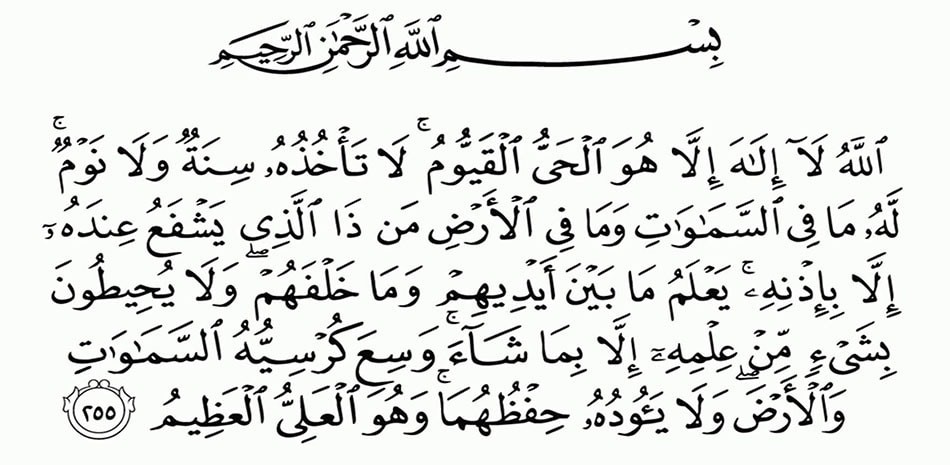 بِسْمِ ٱللَّهِ ٱلرَّحْمَٰنِ ٱلرَّحِيمِ
ٱللَّهُ لَآ إِلَٰهَ إِلَّا هُوَ ٱلْحَىُّ ٱلْقَيُّومُ ۚ لَا تَأْخُذُهُۥ سِنَةٌ وَلَا نَوْمٌ ۚ
لَّهُۥ مَا فِى ٱلسَّمَٰوَٰتِ وَمَا فِى ٱلْأَرْضِ مَن ذَا ٱلَّذِى يَشْفَعُ عِندَهُۥٓ
إِلَّا بِإِذْنِهِۦ ۚ يَعْلَمُ مَا بَيْنَ أَيْدِيهِمْ وَمَا خَلْفَهُمْ ۖ وَلَا يُحِيطُونَ
بِشَىْءٍ مِّنْ عِلْمِهِۦٓ إِلَّا بِمَا شَآءَ ۚ وَسِعَ كُرْسِيُّهُ ٱلسَّمَٰوَٰتِ
وَٱلْأَرْضَ ۖ وَلَا يَـُٔودُهُۥ حِفْظُهُمَا ۚ وَهُوَ ٱلْعَلِىُّ ٱلْعَظِيمُ ٢٥٥